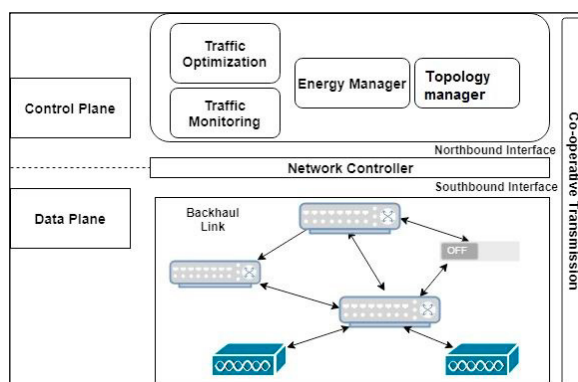 Traffic
Optimization
Energy Manager
Topology
manager
Control Plane
Traffic
Monitoring
Northbound Interface
Network Controller
Southbound Interface
Data Plane
Backhaul
Link
OFF
Co-operative Transmission